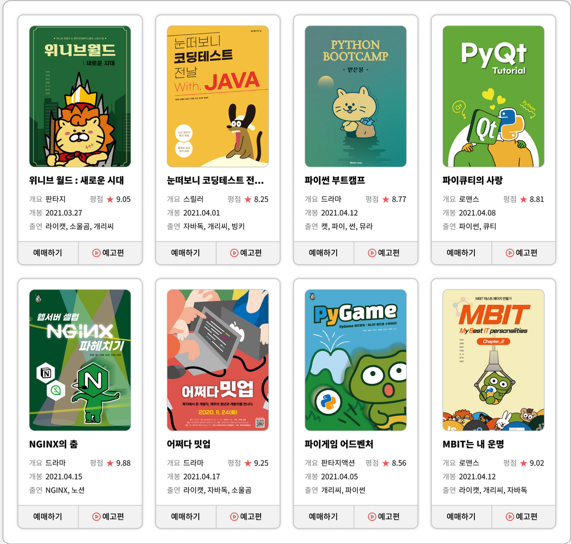 위니브월드
: 새로운 시대
눈떠보니
코딩테스트
전날
With. JAVA
PYTHON
BOOTCAMP
PyQt
Tutorial
Qt
위니브 월드 : 새로운 시대
눈떠보니 코딩테스트 전...
파이썬 부트캠프
파이큐티의 사랑
개요 판타지 평점 ★ 9.05
개요 스릴러 평점 ★ 8.25
개요 드라마 평점 ★ 8.77
개요 로맨스 평점 ★ 8.81
개봉 2021.03.27
개봉 2021.04.01
개봉 2021.04.12
개봉 2021.04.08
출연 라이캣, 소울곰, 개리씨
출연 자바독, 개리씨, 빙키
출연 캣, 파이, 썬, 뮤라
출연 파이썬, 큐티
예매하기 예고편
예매하기 예고편
예매하기 예고편
예매하기 예고편
웹서버 셀럽
NGINX
파헤치기
N
N
어쩌다 밋업
2020. 11. 24(화)
PyGame
MBIT
My Best IT personalities
Chapter_2
NGINX의 춤
어쩌다 밋업
파이게임 어드벤처
MBIT는 내 운명
개요 드라마 평점 ★ 9.88
개요 드라마 평점 ★ 9.25
개요 판타지액션 평점 ★ 8.56
개요 로맨스 평점 ★ 9.02
개봉 2021.04.15
개봉 2021.04.17
개봉 2021.04.05
개봉 2021.04.12
출연 NGINX, 노션
출연 라이캣, 자바독, 소울곰
출연 개리씨, 파이썬
출연 라이캣, 개리씨, 자바독
예매하기 예고편
예매하기 예고편
예매하기 예고편
예매하기 예고편